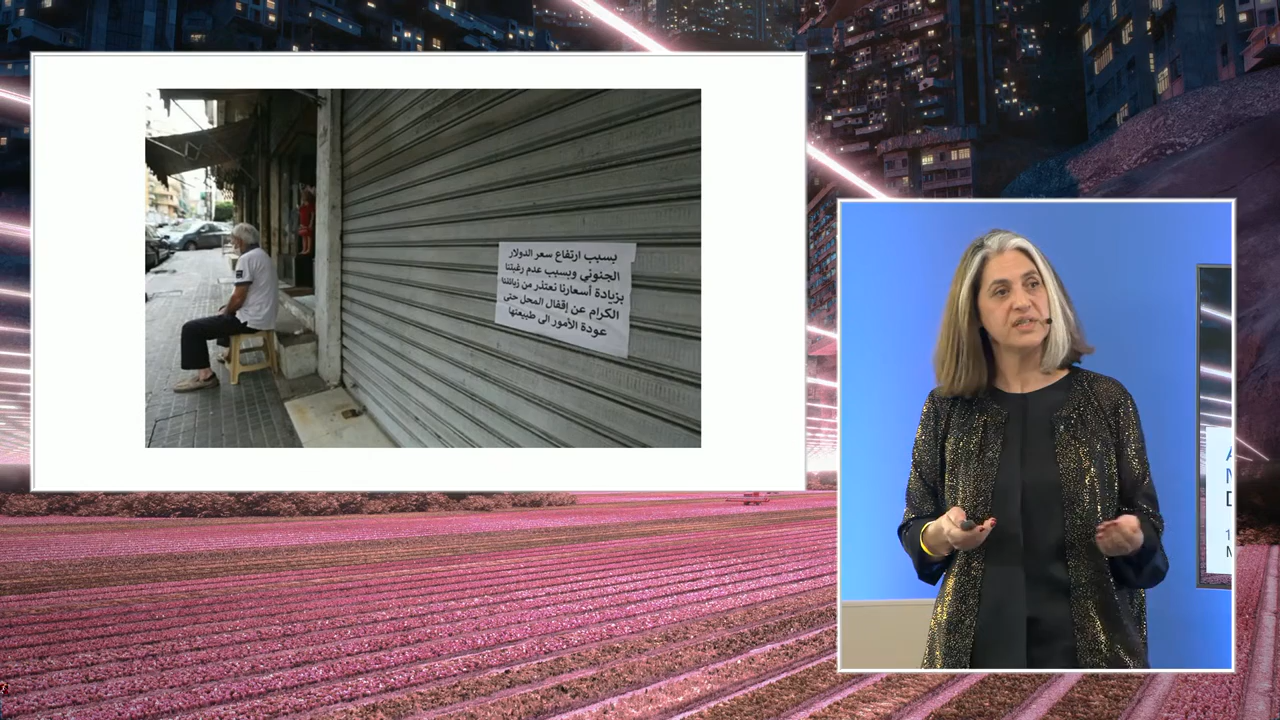 بسبب ارتفاع سعر الدولار
الجنوني وبسبب عدم رغبتنا
بزيادة أسعارنا نعتذر من زبائننا
الكرام عن إقفال المحل حتى
عودة الأمور الى طبيعتها
A
M
D
1
M